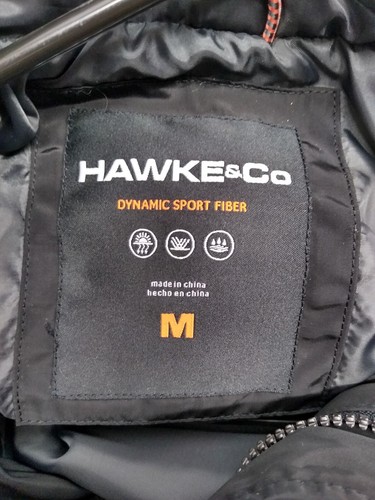 HAWKE&Co
DYNAMIC SPORT FIBER
made in china
hecho en china
M